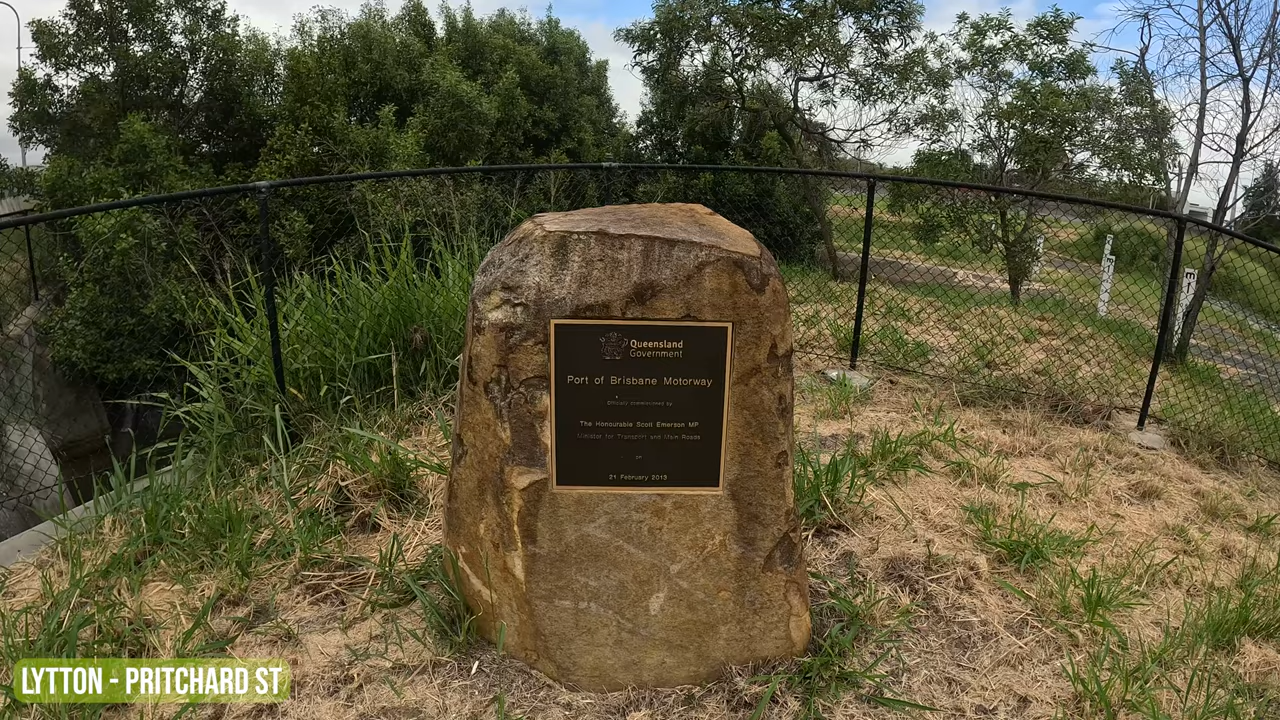 Queensland
Government
Port of Brisbane Motorway
Officially commissioned by
The Honourable Scott Emerson MP
Minister for Transport and Main Roads
on
21 February 2013
LYTTON - PRITCHARD ST